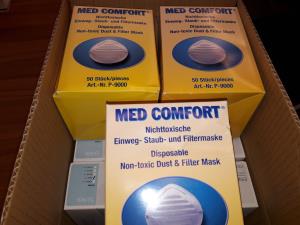 MED COMFORT®
Nichttoxische
Einweg- Staub- und Filtermaske
Disposable
Non-toxic Dust & Filter Mask
50 Stück/pieces
Art.-Nr. P-9000
MED COMFORT®
Nichttoxische
Einweg- Staub- und Filtermaske
Disposable
Non-toxic Dust & Filter Mask
50 Stück/pieces
Art.-Nr. P-9000
MED COMFORT®
Nichttoxische
Einweg- Staub- und Filtermaske
Disposable
Non-toxic Dust & Filter Mask